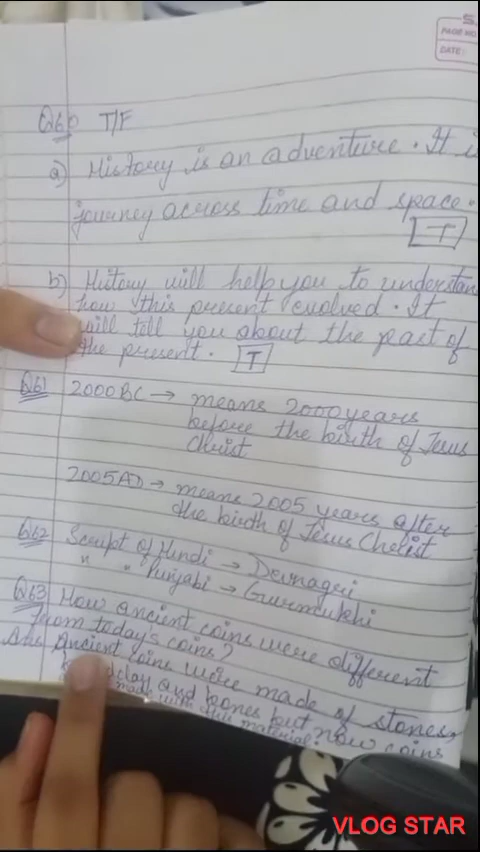 PAGE NO
DATE:
Q60 T/F
a) History is an adventure. It is
journey across time and space.
T
b) History will help you to understan
how this present evolved. It
will tell you about the past of
the present. T
Q61 2000BC → means 2000 years
before the birth of Jesus
Christ
2005AD → means 2005 years after
the birth of Jesus
Q62 Script of Hindi → Devnagri
" " Punjabi → Gurmukhi
Q63 How ancient coins were different
from today's coins?
Ans Ancient coins were made of stones,
clay and bones but now coins
made with
material.
VLOG STAR